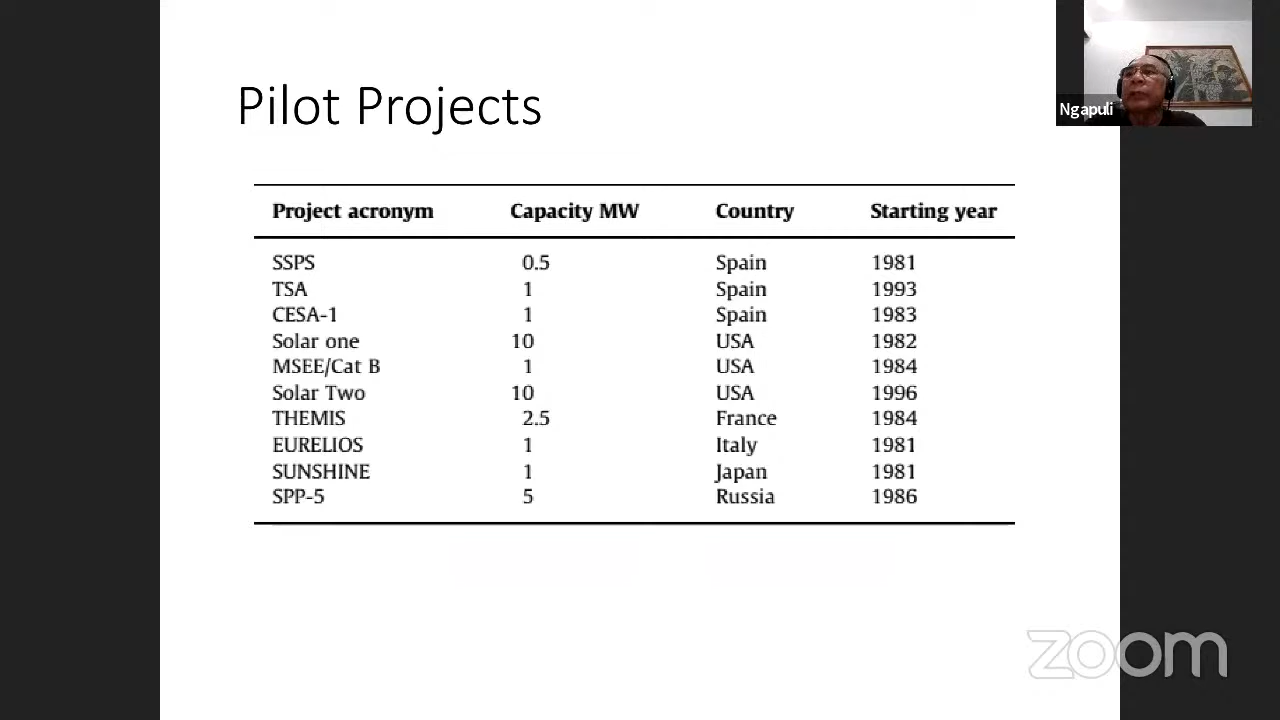 Pilot Projects
Ngapuli
Project acronym Capacity MW Country Starting year
SSPS 0.5 Spain 1981
TSA 1 Spain 1993
CESA-1 1 Spain 1983
Solar one 10 USA 1982
MSEE/Cat B 1 USA 1984
Solar Two 10 USA 1996
THEMIS 2.5 France 1984
EURELIOS 1 Italy 1981
SUNSHINE 1 Japan 1981
SPP-5 5 Russia 1986
zoom